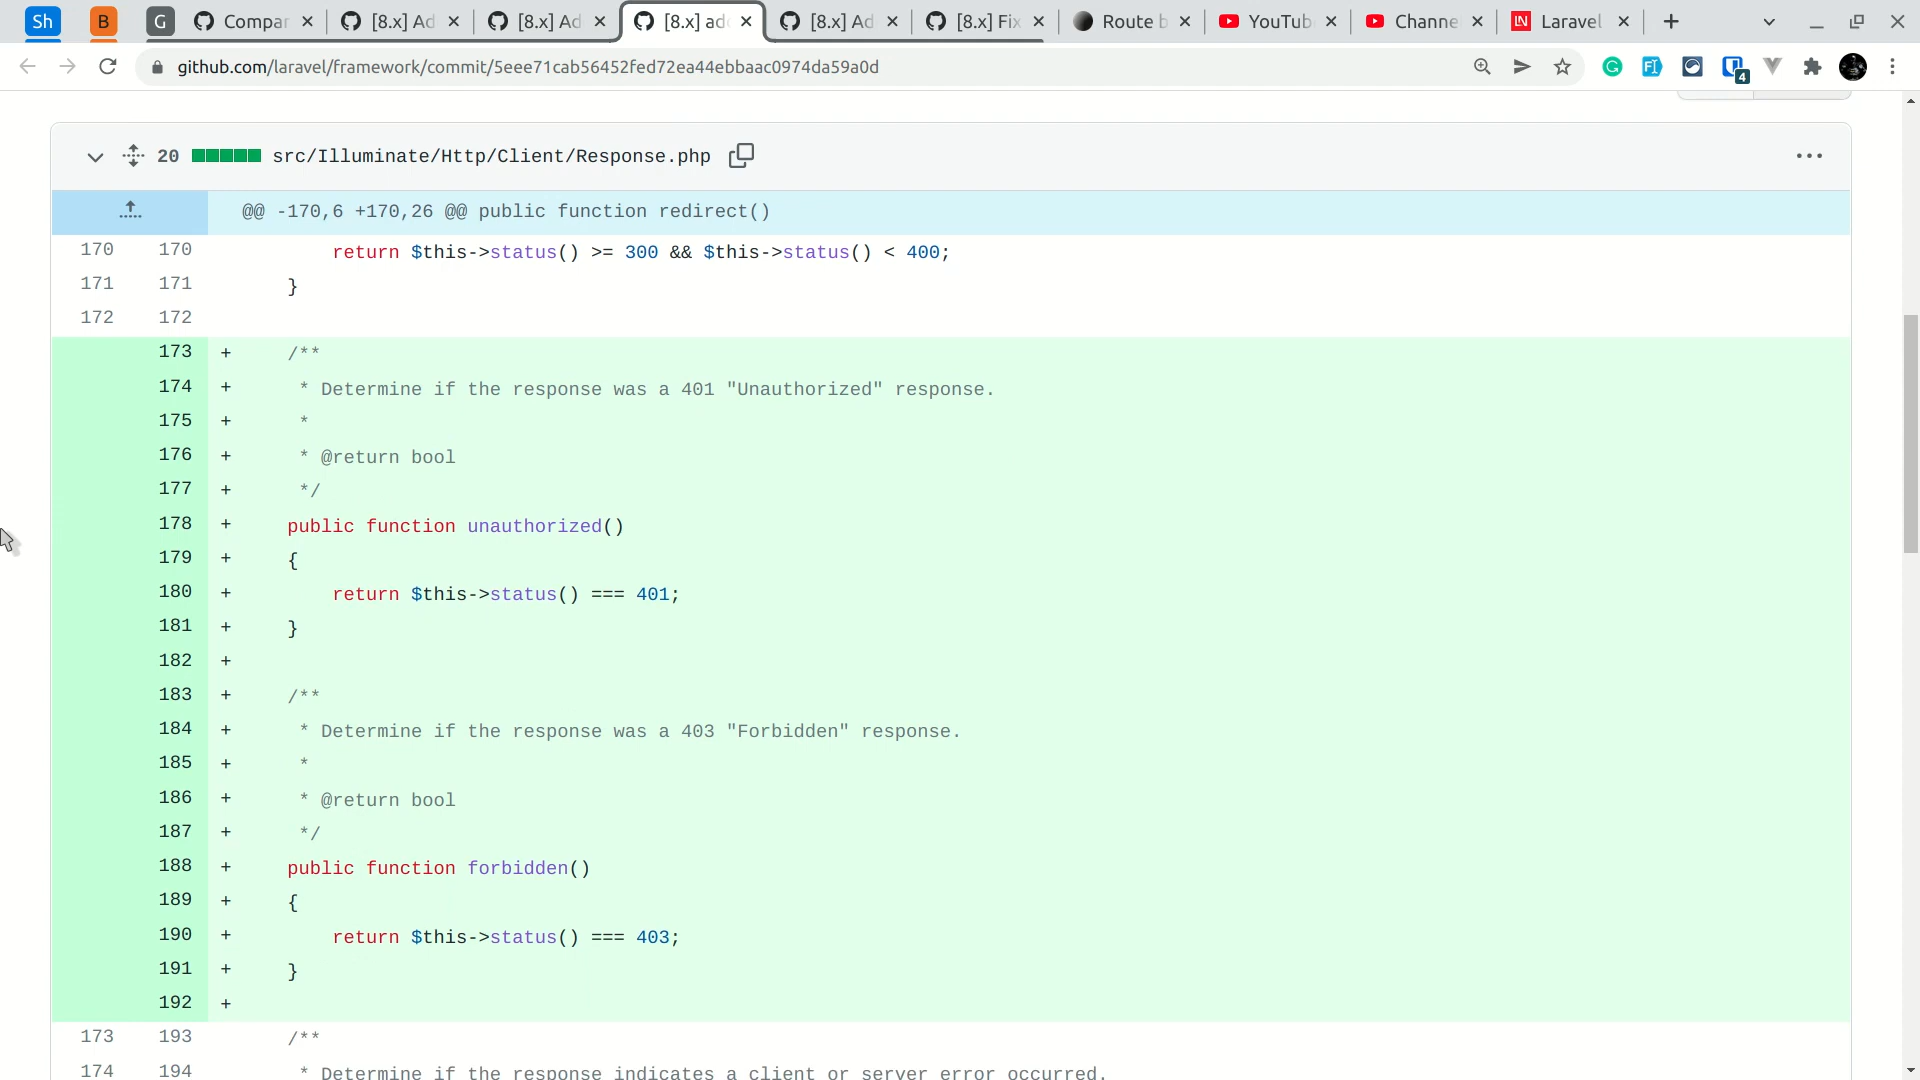 Sh B G Compar [8.x] Ad [8.x] Ad [8.x] ad [8.x] Ad [8.x] Fix Route b YouTub Channe LN Laravel
github.com/laravel/framework/commit/5eee71cab56452fed72ea44ebbaac0974da59a0d 4
20 src/Illuminate/Http/Client/Response.php
@@ -170,6 +170,26 @@ public function redirect()
170 170 return $this->status() >= 300 && $this->status() < 400;
171 171 }
172 172
173 + /**
174 + * Determine if the response was a 401 "Unauthorized" response.
175 + *
176 + * @return bool
177 + */
178 + public function unauthorized()
179 + {
180 + return $this->status() === 401;
181 + }
182 +
183 + /**
184 + * Determine if the response was a 403 "Forbidden" response.
185 + *
186 + * @return bool
187 + */
188 + public function forbidden()
189 + {
190 + return $this->status() === 403;
191 + }
192 +
173 193 /**
174 194 * Determine if the response indicates a client or server error occurred.